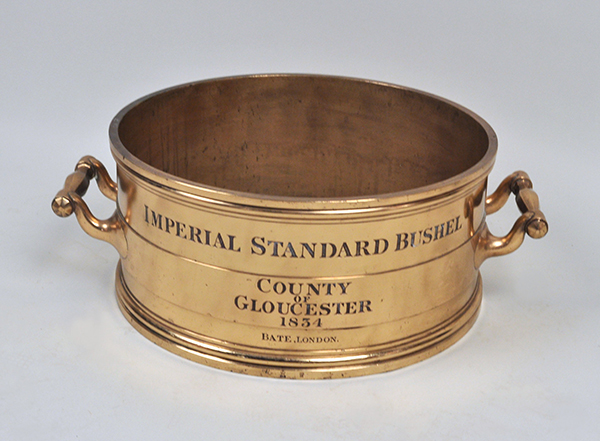 IMPERIAL STANDARD BUSHEL
COUNTY
OF
GLOUCESTER
1834
BATE, LONDON.